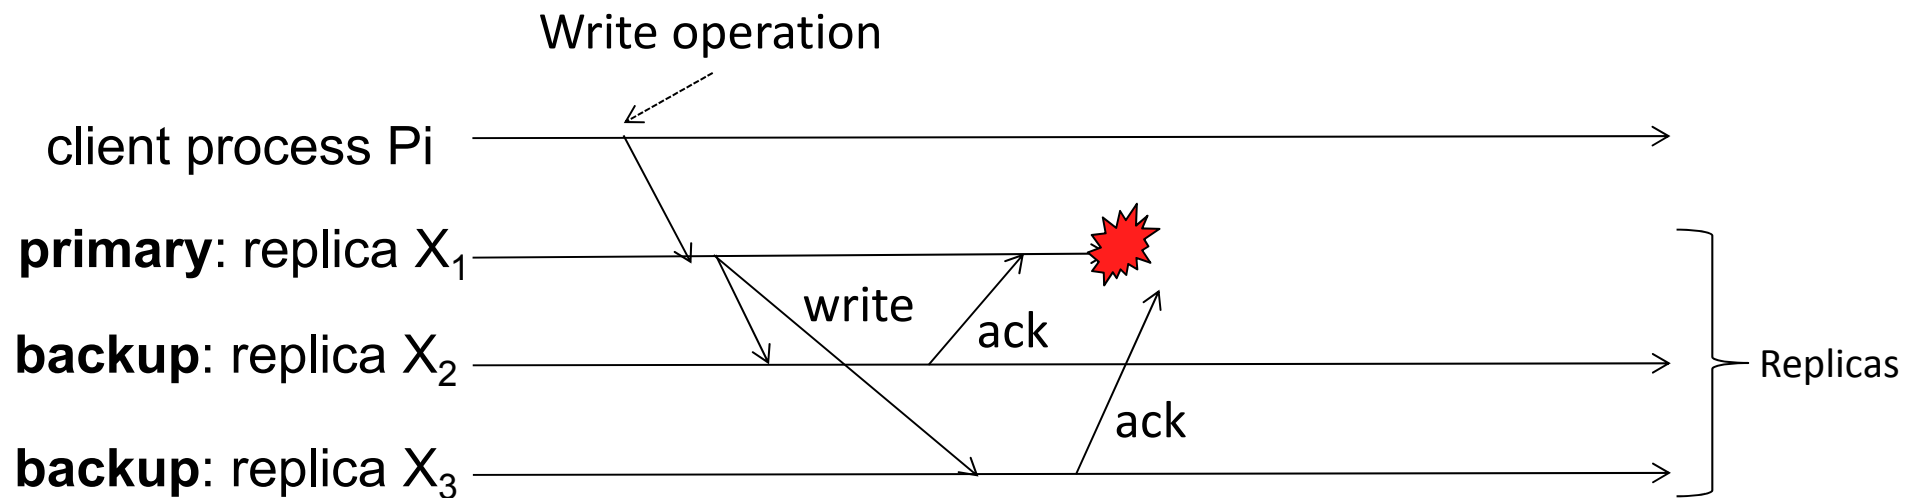 Write operation
client process Pi
primary: replica X₁
write
ack
backup: replica X₂
Replicas
ack
backup: replica X₃